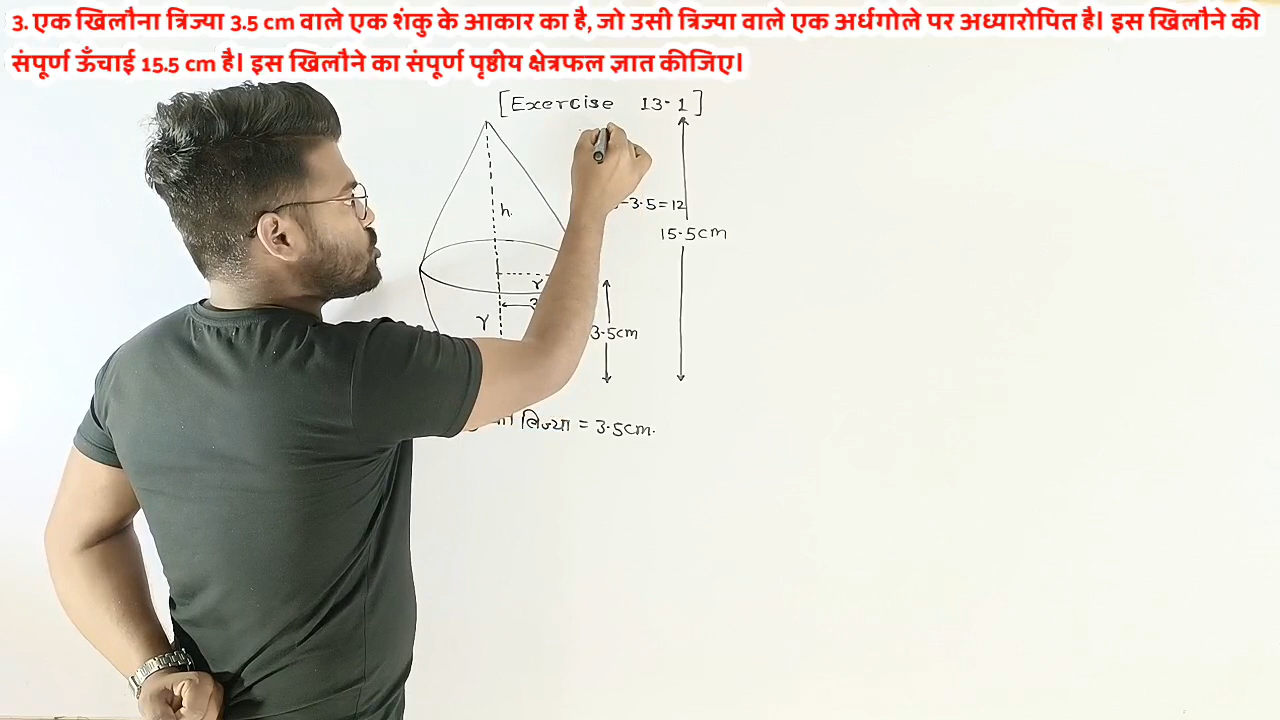 3. एक खिलौना त्रिज्या 3.5 cm वाले एक शंकु के आकार का है, जो उसी त्रिज्या वाले एक अर्धगोले पर अध्यारोपित है। इस खिलौने की
संपूर्ण ऊँचाई 15.5 cm है। इस खिलौने का संपूर्ण पृष्ठीय क्षेत्रफल ज्ञात कीजिए।
[Exercise 13.1]
h.
-3.5=12
15.5cm
r
r
3.5cm
त्रिज्या = 3.5cm.